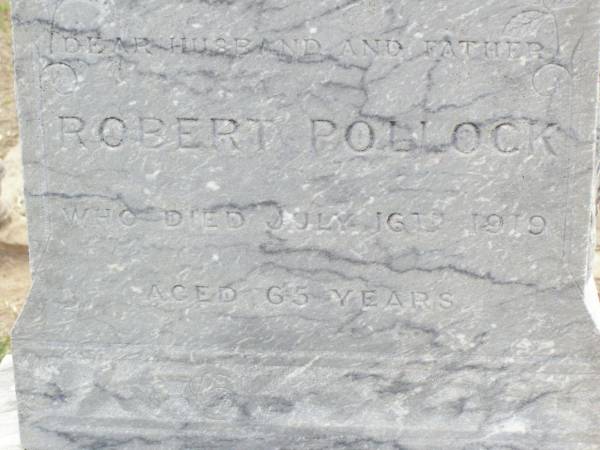 DEAR HUSBAND AND FATHER
ROBERT POLLOCK
WHO DIED JULY 16TH 1919
AGED 65 YEARS